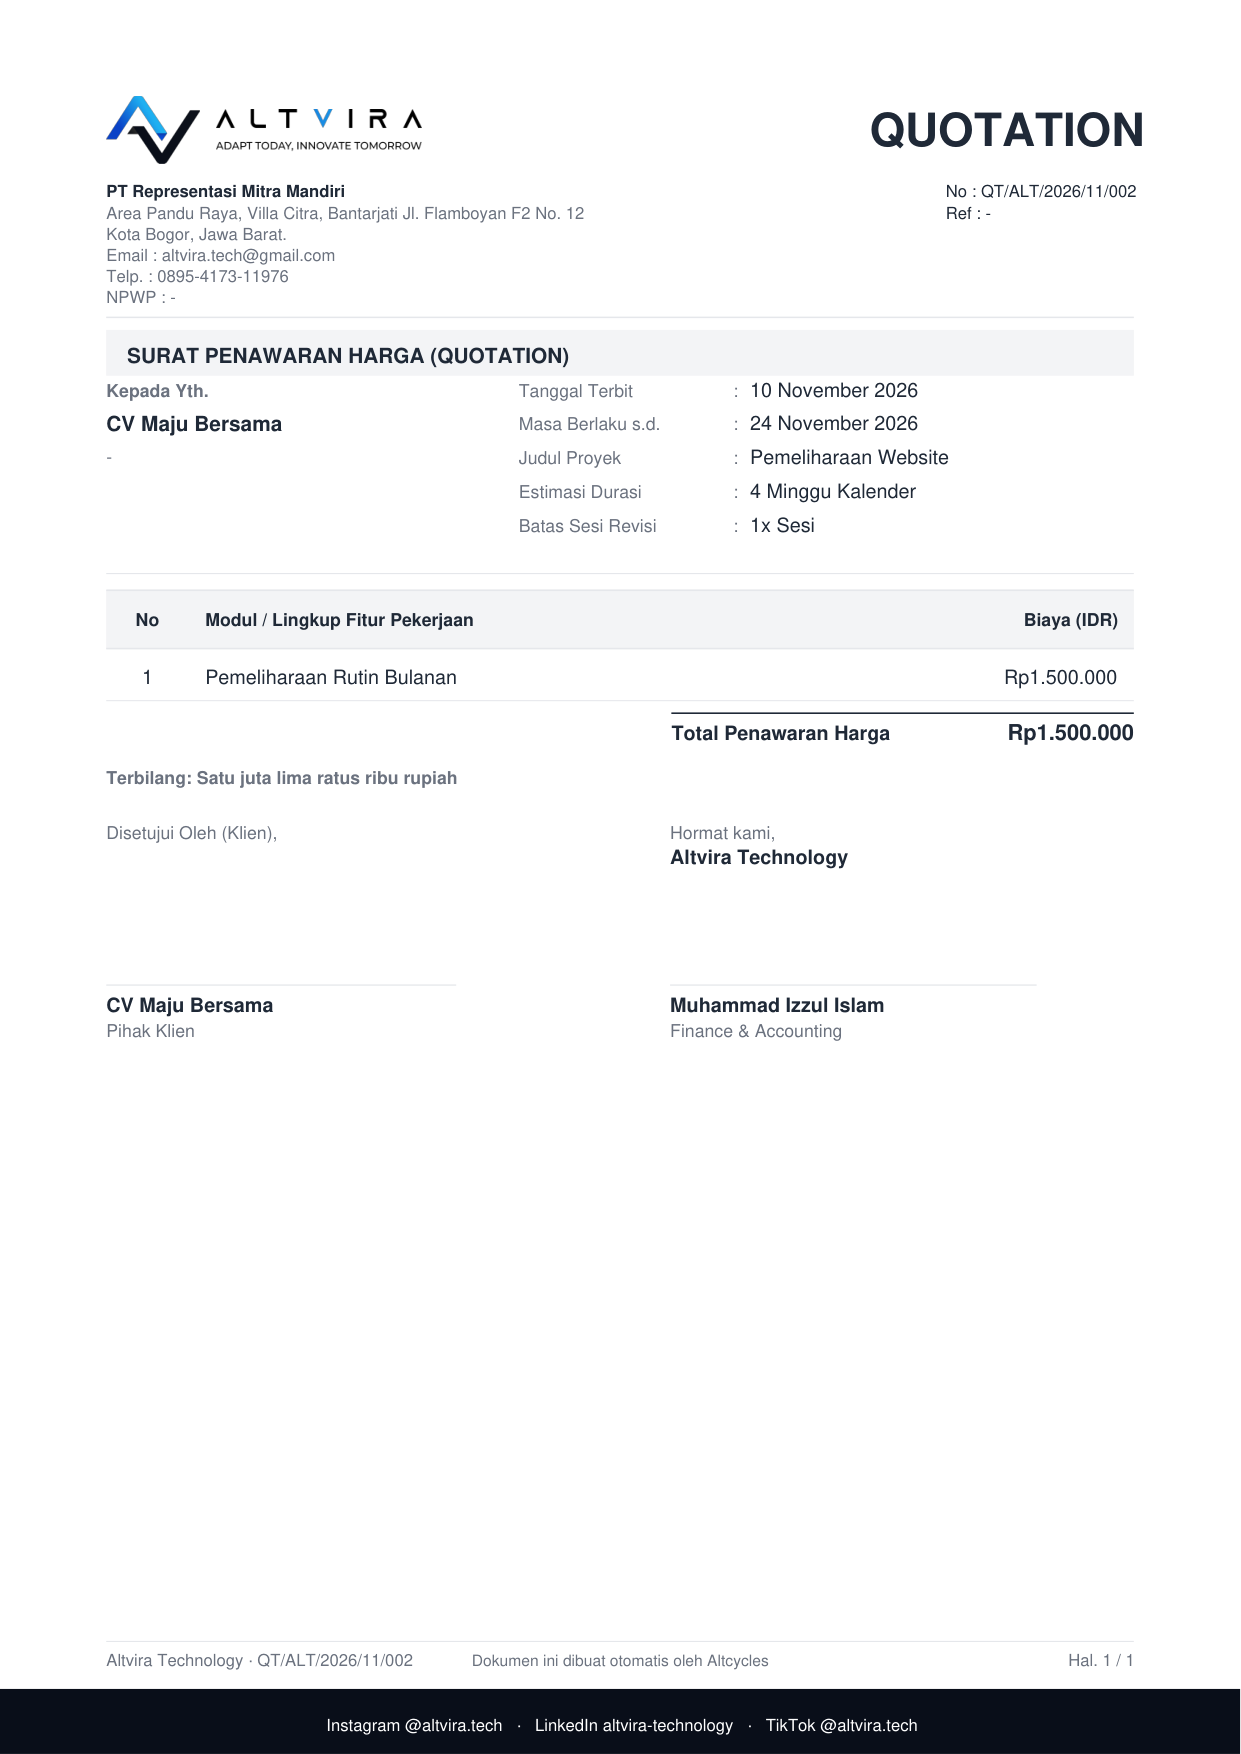 ALTVIRA
ADAPT TODAY, INNOVATE TOMORROW
QUOTATION
PT Representasi Mitra Mandiri
Area Pandu Raya, Villa Citra, Bantarjati Jl. Flamboyan F2 No. 12
Kota Bogor, Jawa Barat.
Email : altvira.tech@gmail.com
Telp. : 0895-4173-11976
NPWP : -
No : QT/ALT/2026/11/002
Ref : -
SURAT PENAWARAN HARGA (QUOTATION)
Kepada Yth.
CV Maju Bersama
-
Tanggal Terbit : 10 November 2026
Masa Berlaku s.d. : 24 November 2026
Judul Proyek : Pemeliharaan Website
Estimasi Durasi : 4 Minggu Kalender
Batas Sesi Revisi : 1x Sesi
No Modul / Lingkup Fitur Pekerjaan Biaya (IDR)
1 Pemeliharaan Rutin Bulanan Rp1.500.000
Total Penawaran Harga Rp1.500.000
Terbilang: Satu juta lima ratus ribu rupiah
Disetujui Oleh (Klien),
CV Maju Bersama
Pihak Klien
Hormat kami,
Altvira Technology
Muhammad Izzul Islam
Finance & Accounting
Altvira Technology · QT/ALT/2026/11/002 Dokumen ini dibuat otomatis oleh Altcycles Hal. 1 / 1
Instagram @altvira.tech · LinkedIn altvira-technology · TikTok @altvira.tech